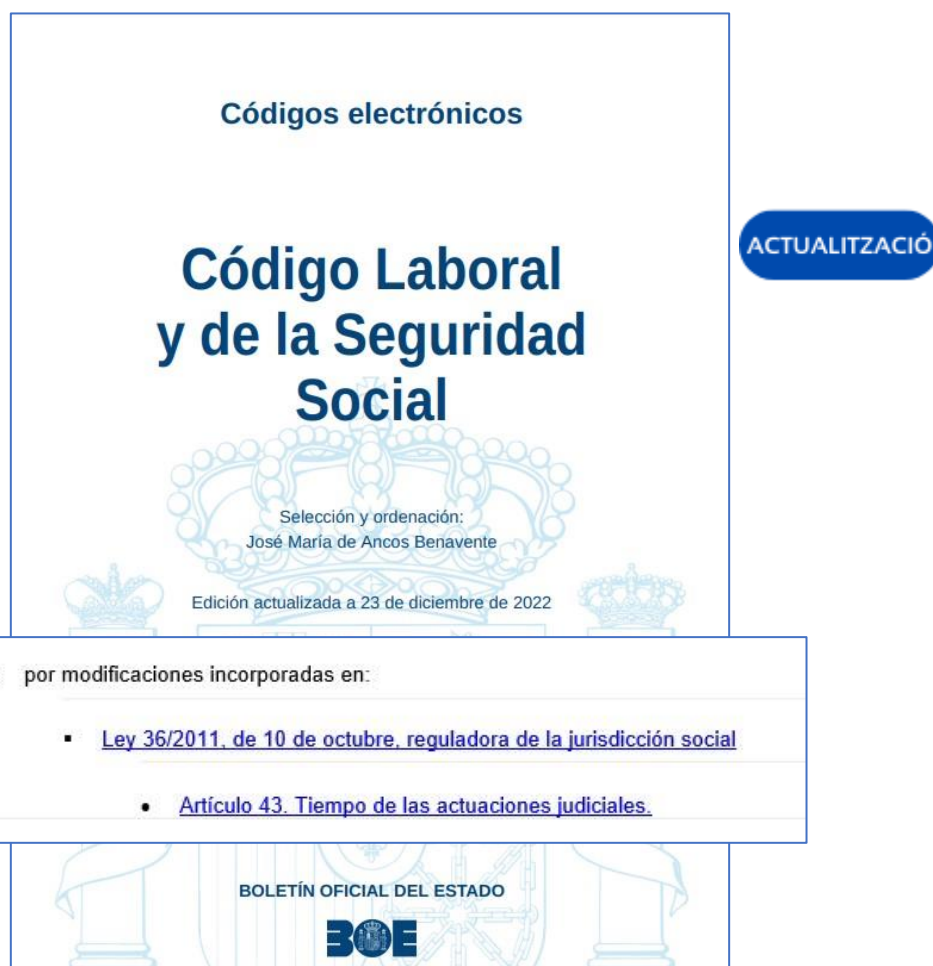 Códigos electrónicos
ACTUALITZACIÓ
Código Laboral
y de la Seguridad
Social
Selección y ordenación:
José María de Ancos Benavente
Edición actualizada a 23 de diciembre de 2022
por modificaciones incorporadas en:
▪ Ley 36/2011, de 10 de octubre, reguladora de la jurisdicción social
• Artículo 43. Tiempo de las actuaciones judiciales.
BOLETÍN OFICIAL DEL ESTADO
BOE